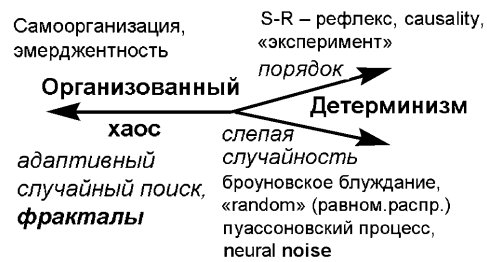 Самоорганизация,
эмерджентность
S-R – рефлекс, causality,
«эксперимент»
порядок
Организованный
хаос
Детерминизм
слепая
случайность
адаптивный
случайный поиск,
фракталы
броуновское блуждание,
«random» (равном.распр.)
пуассоновский процесс,
neural noise